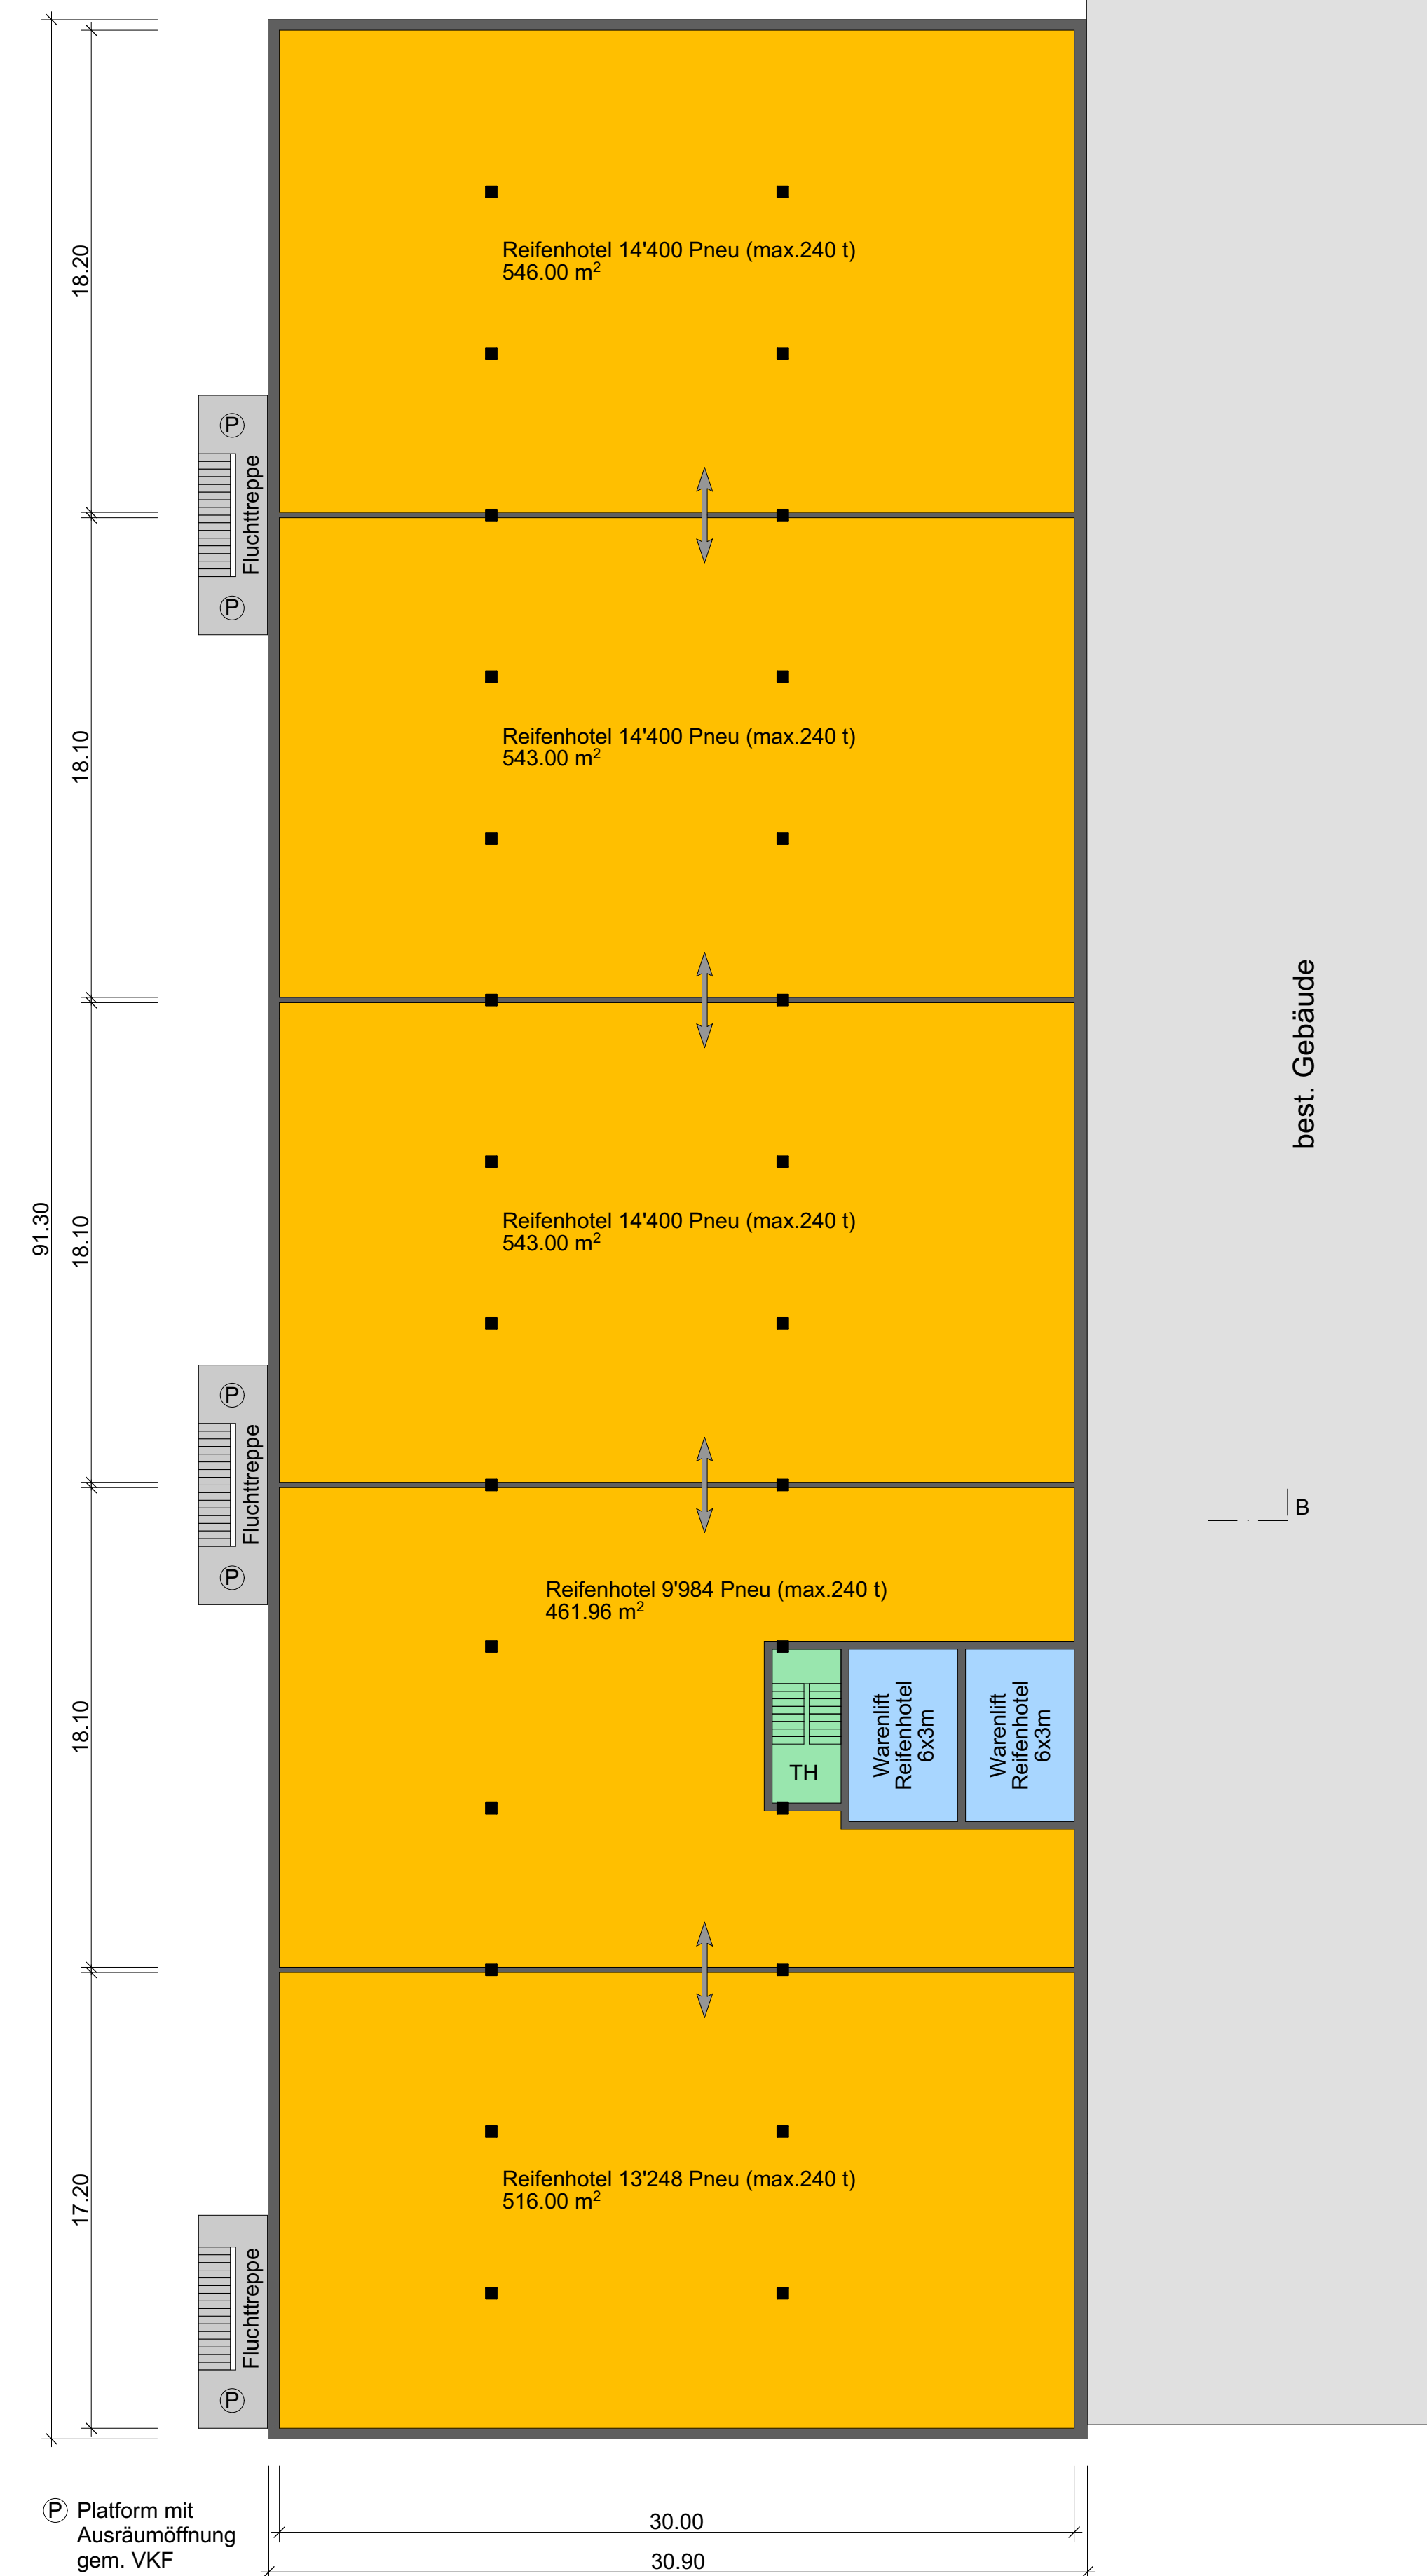 18.20
Reifenhotel 14'400 Pneu (max.240 t)
546.00 m²
P
Fluchttreppe
P
18.10
Reifenhotel 14'400 Pneu (max.240 t)
543.00 m²
best. Gebäude
91.30
18.10
Reifenhotel 14'400 Pneu (max.240 t)
543.00 m²
P
Fluchttreppe
P
B
18.10
Reifenhotel 9'984 Pneu (max.240 t)
461.96 m²
TH
Warenlift
Reifenhotel
6x3m
Warenlift
Reifenhotel
6x3m
17.20
Reifenhotel 13'248 Pneu (max.240 t)
516.00 m²
Fluchttreppe
P
P Platform mit
Ausräumöffnung
gem. VKF
30.00
30.90